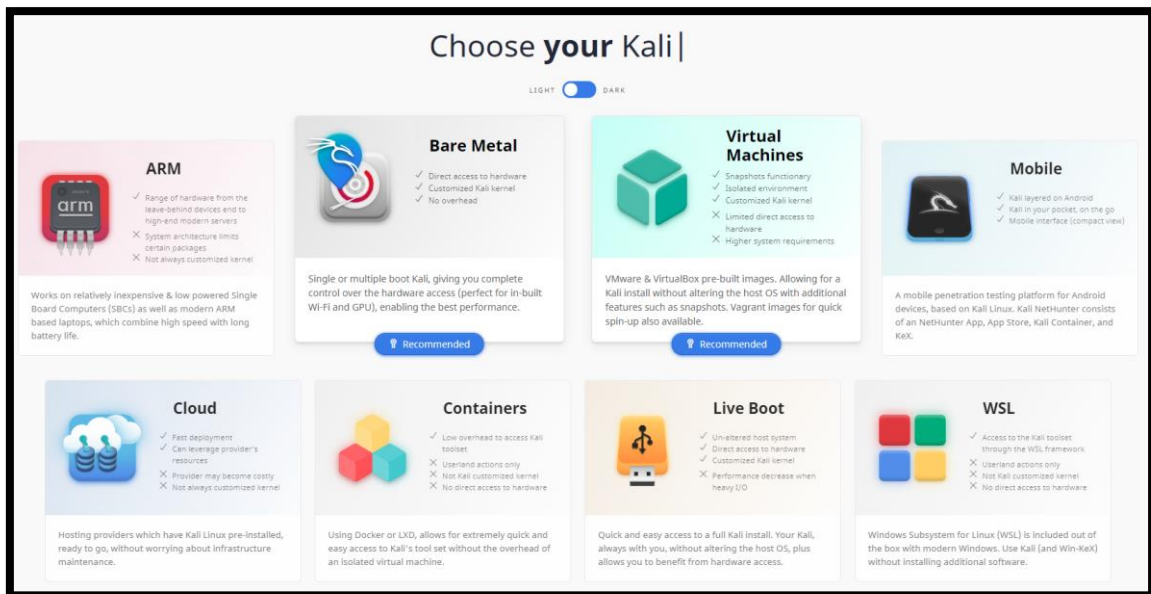 Choose your Kali|
LIGHT DARK
ARM
Range of hardware from the
leave-behind devices end to
high-end modern servers
System architecture limits
certain packages
Not always customized kernel
arm
Works on relatively inexpensive & low powered Single
Board Computers (SBCs) as well as modern ARM
based laptops, which combine high speed with long
battery life.
Bare Metal
Direct access to hardware
Customized Kali kernel
No overhead
Single or multiple boot Kali, giving you complete
control over the hardware access (perfect for in-built
Wi-Fi and GPU), enabling the best performance.
Recommended
Virtual
Machines
Snapshots functionary
Isolated environment
Customized Kali kernel
Limited direct access to
hardware
Higher system requirements
VMware & VirtualBox pre-built images. Allowing for a
Kali install without altering the host OS with additional
features such as snapshots. Vagrant images for quick
spin-up also available.
Recommended
Mobile
Kali layered on Android
Kali in your pocket, on the go
Mobile interface (compact view)
A mobile penetration testing platform for Android
devices, based on Kali Linux. Kali NetHunter consists
of an NetHunter App, App Store, Kali Container, and
KeX.
Cloud
Fast deployment
Can leverage provider's
resources
Provider may become costly
Not always customized kernel
Hosting providers which have Kali Linux pre-installed,
ready to go, without worrying about infrastructure
maintenance.
Containers
Low overhead to access Kali
toolset
Userland actions only
Not Kali customized kernel
No direct access to hardware
Using Docker or LXD, allows for extremely quick and
easy access to Kali's tool set without the overhead of
an isolated virtual machine.
Live Boot
Un-altered host system
Direct access to hardware
Customized Kali kernel
Performance decrease when
heavy I/O
Quick and easy access to a full Kali install. Your Kali,
always with you, without altering the host OS, plus
allows you to benefit from hardware access.
WSL
Access to the Kali toolset
through the WSL framework
Userland actions only
Not Kali customized kernel
No direct access to hardware
Windows Subsystem for Linux (WSL) is included out of
the box with modern Windows. Use Kali (and Win-KeX)
without installing additional software.